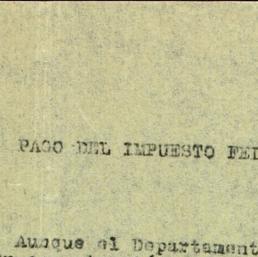 PAGO DEL IMPUESTO FE
Aunque el Departament